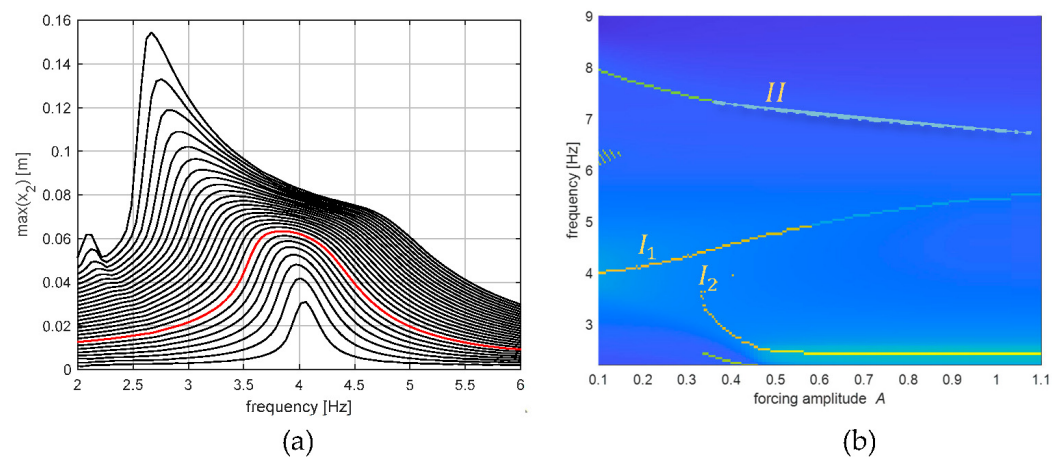 0.16
0.14
0.12
0.1
0.08
0.06
0.04
0.02
0
max(x₂) [m]
2 2.5 3 3.5 4 4.5 5 5.5 6
frequency [Hz]
(a)
9
8
7
6
5
4
3
frequency [Hz]
II
I₁
I₂
0.1 0.2 0.3 0.4 0.5 0.6 0.7 0.8 0.9 1 1.1
forcing amplitude A
(b)